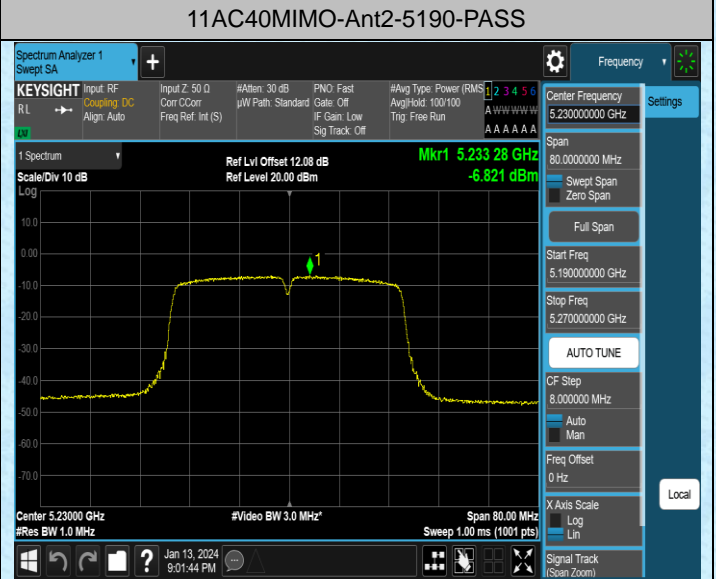 11AC40MIMO-Ant2-5190-PASS
Spectrum Analyzer 1
Swept SA
+
Frequency
KEYSIGHT
RL
LXI
Input: RF
Coupling: DC
Align: Auto
Input Z: 50 Ω
Corr CCorr
Freq Ref: Int (S)
#Atten: 30 dB
µW Path: Standard
PNO: Fast
Gate: Off
IF Gain: Low
Sig Track: Off
#Avg Type: Power (RMS
Avg|Hold: 100/100
Trig: Free Run
1 2 3 4 5 6
A W W W W W
A A A A A A
1 Spectrum
Scale/Div 10 dB
Ref Lvl Offset 12.08 dB
Ref Level 20.00 dBm
Mkr1 5.233 28 GHz
-6.821 dBm
Log
10.0
0.00
-10.0
-20.0
-30.0
-40.0
-50.0
-60.0
-70.0
1
Center 5.23000 GHz
#Res BW 1.0 MHz
#Video BW 3.0 MHz*
Span 80.00 MHz
Sweep 1.00 ms (1001 pts)
Center Frequency
5.230000000 GHz
Span
80.0000000 MHz
Swept Span
Zero Span
Full Span
Start Freq
5.190000000 GHz
Stop Freq
5.270000000 GHz
AUTO TUNE
CF Step
8.000000 MHz
Auto
Man
Freq Offset
0 Hz
X Axis Scale
Log
Lin
Signal Track
(Span Zoom)
Settings
Local
?
Jan 13, 2024
9:01:44 PM